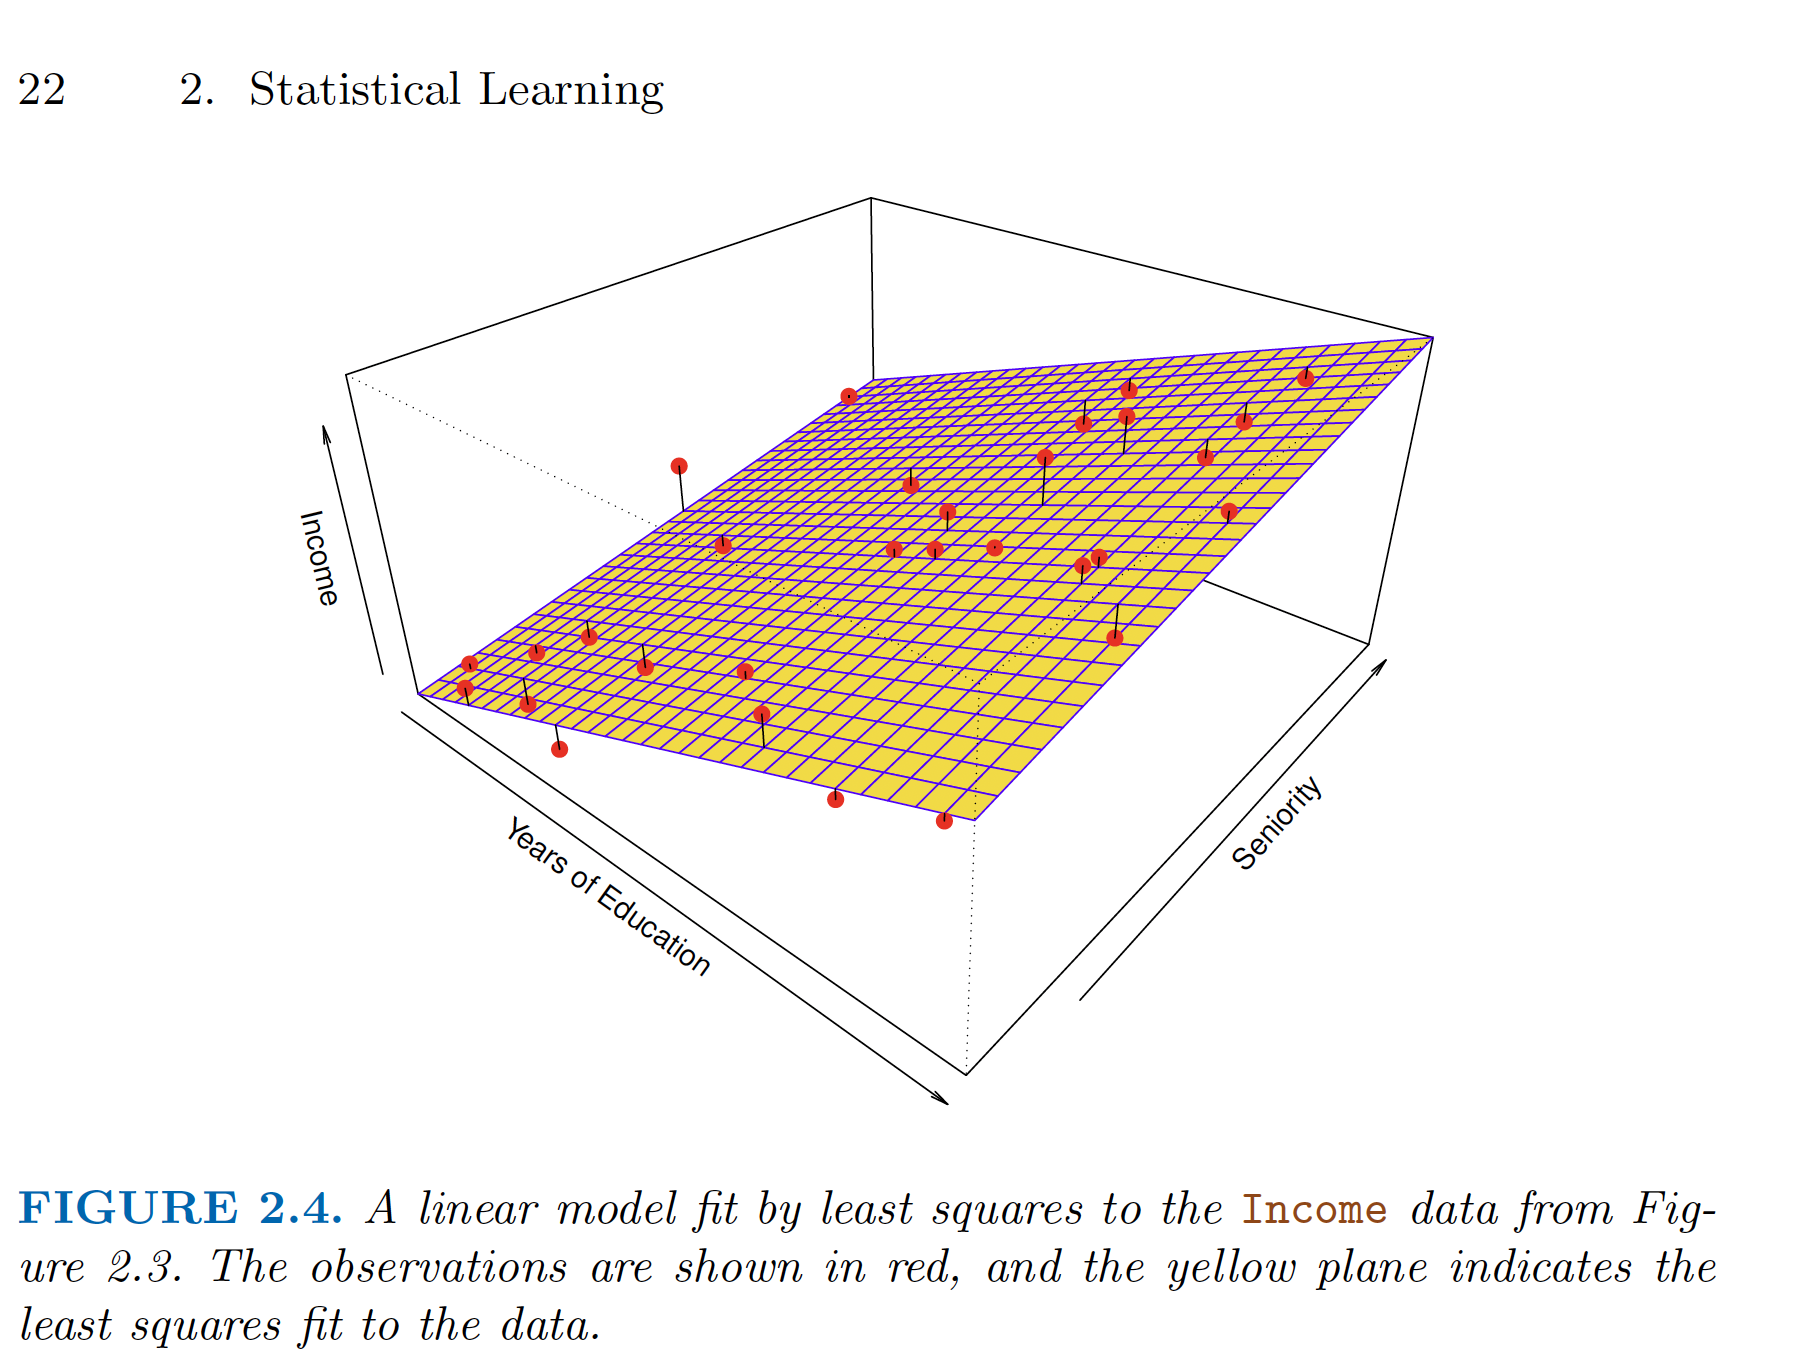 22 2. Statistical Learning
Income
Years of Education
Seniority
FIGURE 2.4. A linear model fit by least squares to the Income data from Fig-
ure 2.3. The observations are shown in red, and the yellow plane indicates the
least squares fit to the data.